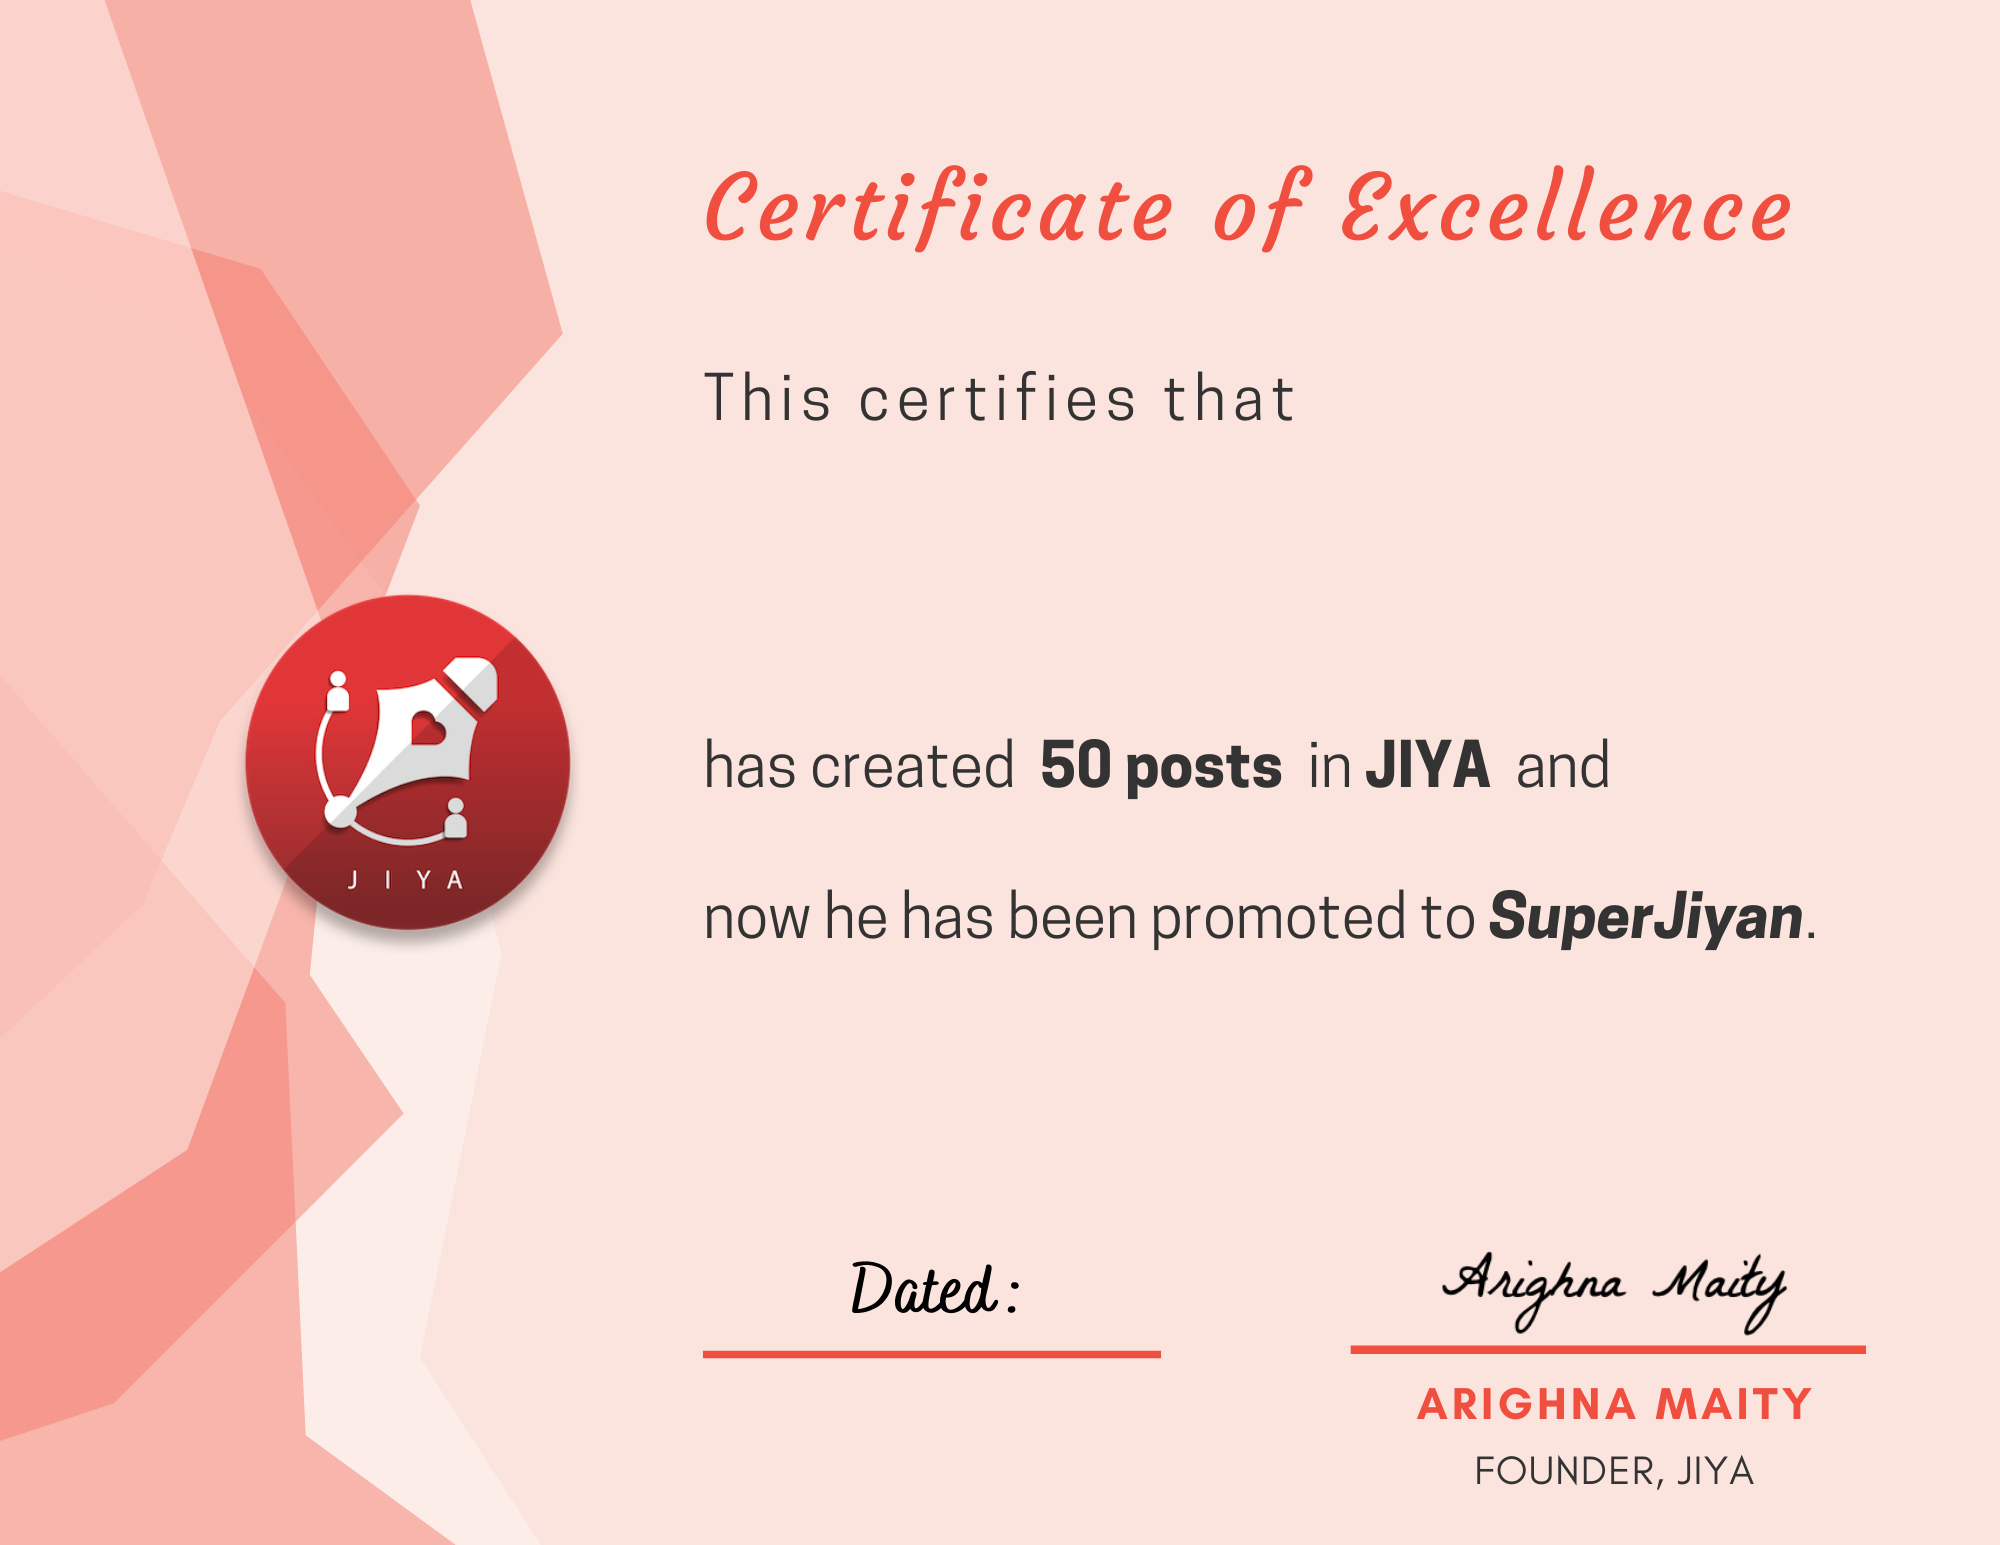 Certificate of Excellence
This certifies that
has created 50 posts in JIYA and
now he has been promoted to SuperJiyan.
JIYA
Dated:
Arighna Maity
ARIGHNA MAITY
FOUNDER, JIYA